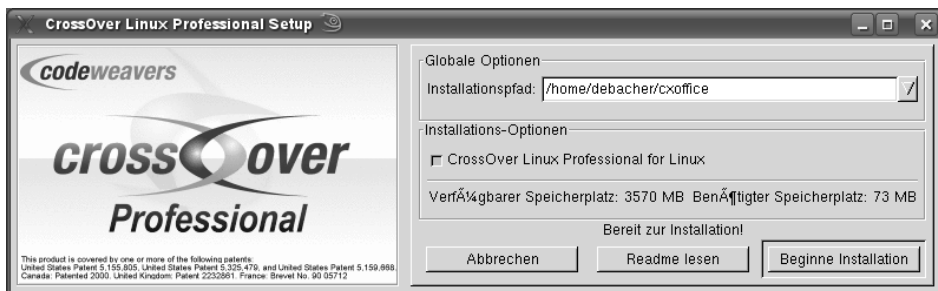 CrossOver Linux Professional Setup
codeweavers
crossover
Professional
This product is covered by one or more of the following patents:
United States Patent 5,155,805, United States Patent 5,325,479, and United States Patent 5,159,668.
Canada: Patented 2000. United Kingdom: Patent 2232861. France: Brevet No. 90 05712
Globale Optionen
Installationspfad: /home/debacher/cxoffice
Installations-Optionen
CrossOver Linux Professional for Linux
VerfÃ¼gbarer Speicherplatz: 3570 MB BenÃ¶tigter Speicherplatz: 73 MB
Bereit zur Installation!
Abbrechen Readme lesen Beginne Installation